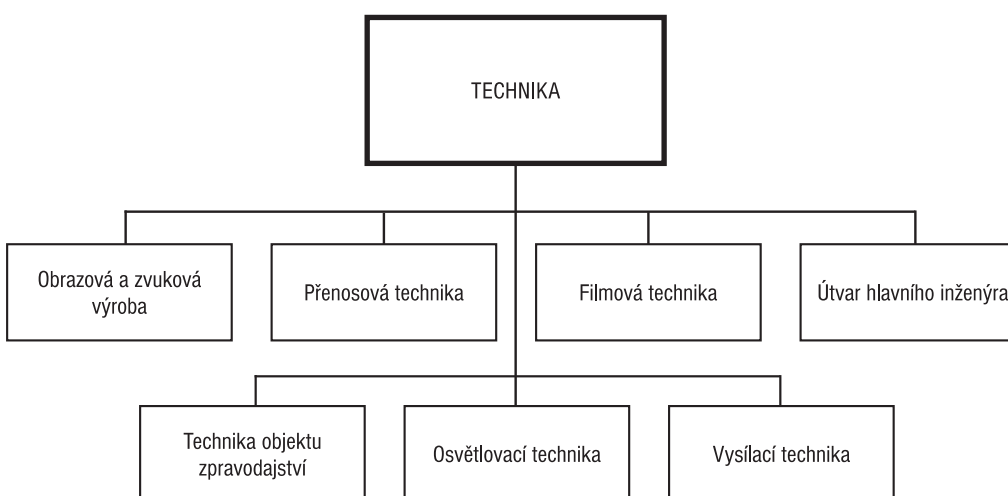 TECHNIKA
Obrazová a zvuková
výroba
Přenosová technika
Filmová technika
Útvar hlavního inženýra
Technika objektu
zpravodajství
Osvětlovací technika
Vysílací technika